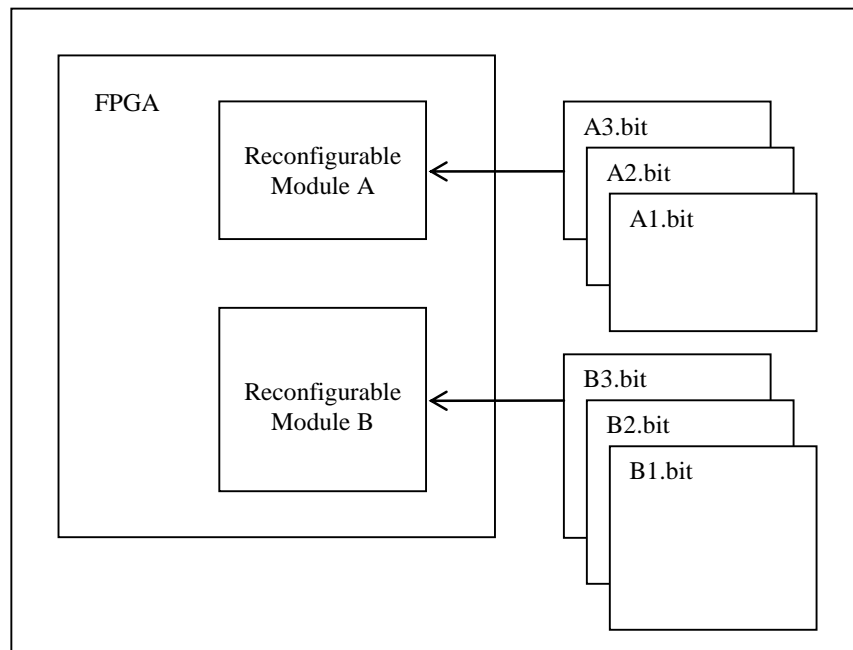 FPGA
Reconfigurable
Module A
A3.bit
A2.bit
A1.bit
Reconfigurable
Module B
B3.bit
B2.bit
B1.bit